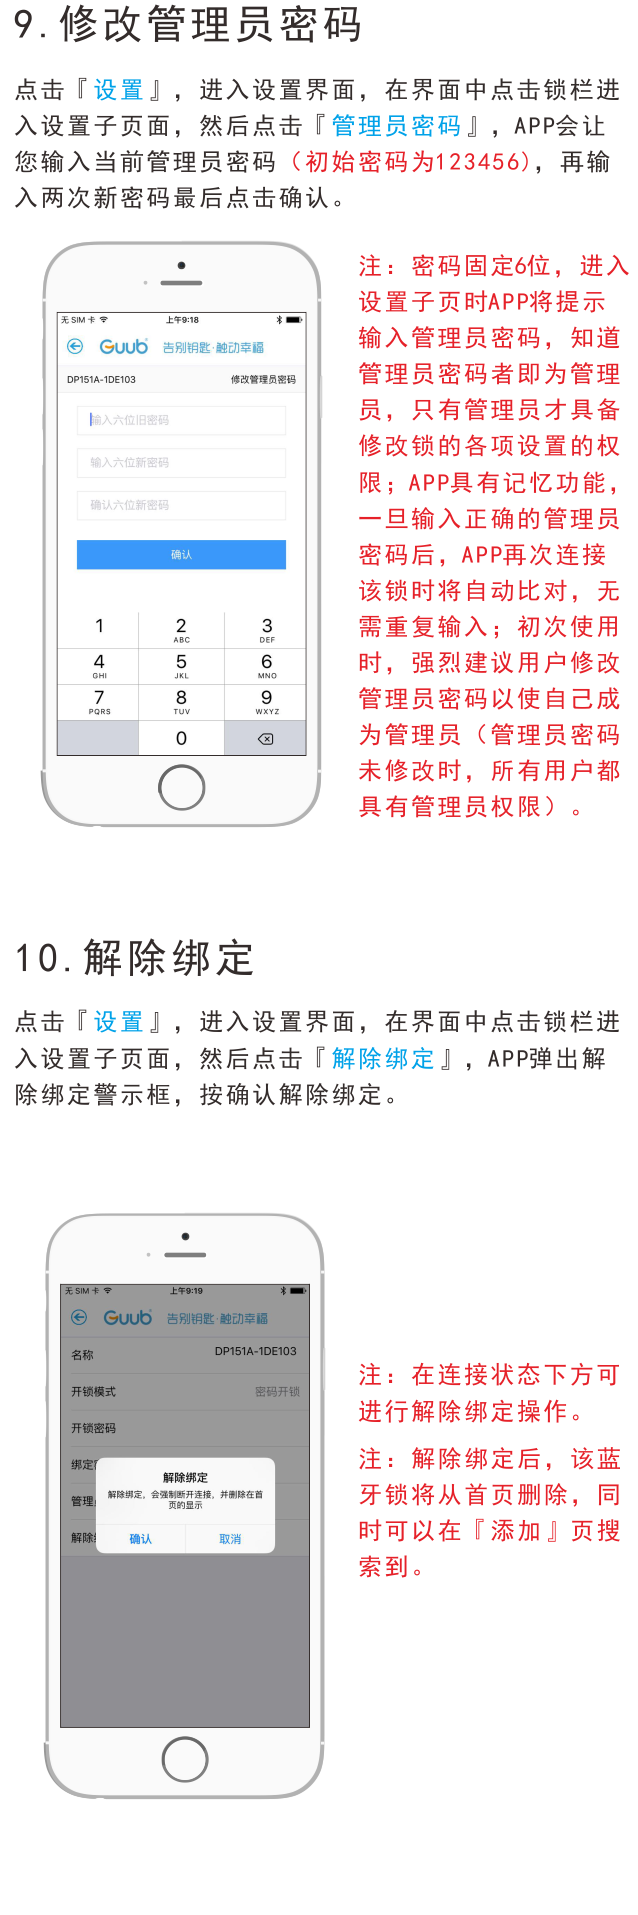 9.修改管理员密码
点击『设置』，进入设置界面，在界面中点击锁栏进
入设置子页面，然后点击『管理员密码』，APP会让
您输入当前管理员密码（初始密码为123456)，再输
入两次新密码最后点击确认。
无 SIM 卡
上午9:18
Guub 告别钥匙·触动幸福
DP151A-1DE103
修改管理员密码
输入六位旧密码
输入六位新密码
确认六位新密码
确认
1
2
ABC
3
DEF
4
GHI
5
JKL
6
MNO
7
PQRS
8
TUV
9
WXYZ
0
注：密码固定6位，进入
设置子页时APP将提示
输入管理员密码，知道
管理员密码者即为管理
员，只有管理员才具备
修改锁的各项设置的权
限；APP具有记忆功能，
一旦输入正确的管理员
密码后，APP再次连接
该锁时将自动比对，无
需重复输入；初次使用
时，强烈建议用户修改
管理员密码以使自己成
为管理员（管理员密码
未修改时，所有用户都
具有管理员权限）。
10.解除绑定
点击『设置』，进入设置界面，在界面中点击锁栏进
入设置子页面，然后点击『解除绑定』，APP弹出解
除绑定警示框，按确认解除绑定。
无 SIM 卡
上午9:19
Guub 告别钥匙·触动幸福
名称
DP151A-1DE103
开锁模式
密码开锁
开锁密码
绑定
管理
解除
解除绑定
解除绑定，会强制断开连接，并删除在首
页的显示
确认
取消
注：在连接状态下方可
进行解除绑定操作。
注：解除绑定后，该蓝
牙锁将从首页删除，同
时可以在『添加』页搜
索到。